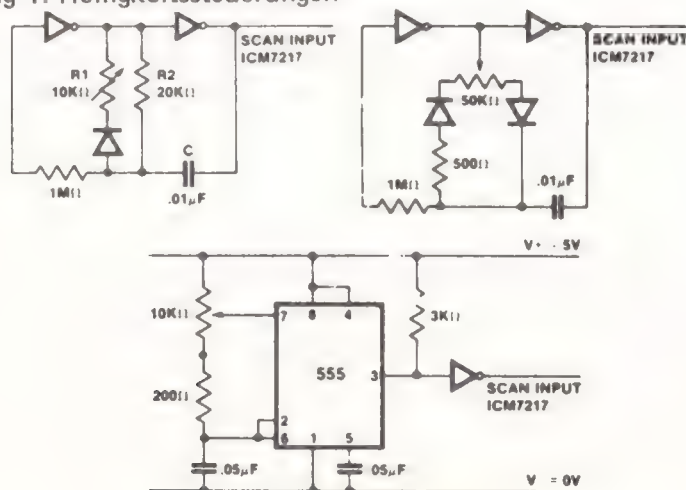 SCAN INPUT
ICM7217
R1
10KΩ
R2
20KΩ
C
.01μF
1MΩ
SCAN INPUT
ICM7217
50KΩ
500Ω
1MΩ
.01μF
V+ - 5V
10KΩ
7
8
4
3KΩ
555
3
SCAN INPUT
ICM7217
200Ω
2
6
1
5
.05μF
05μF
V = 0V